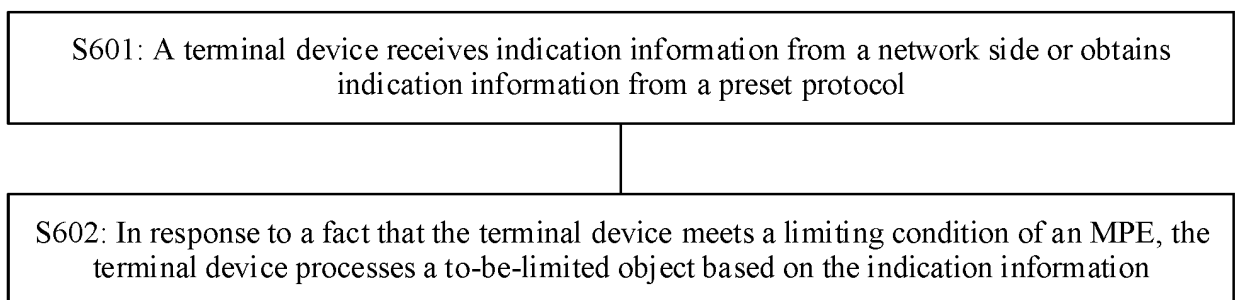 S601: A terminal device receives indication information from a network side or obtains
indication information from a preset protocol
S602: In response to a fact that the terminal device meets a limiting condition of an MPE, the
terminal device processes a to-be-limited object based on the indication information